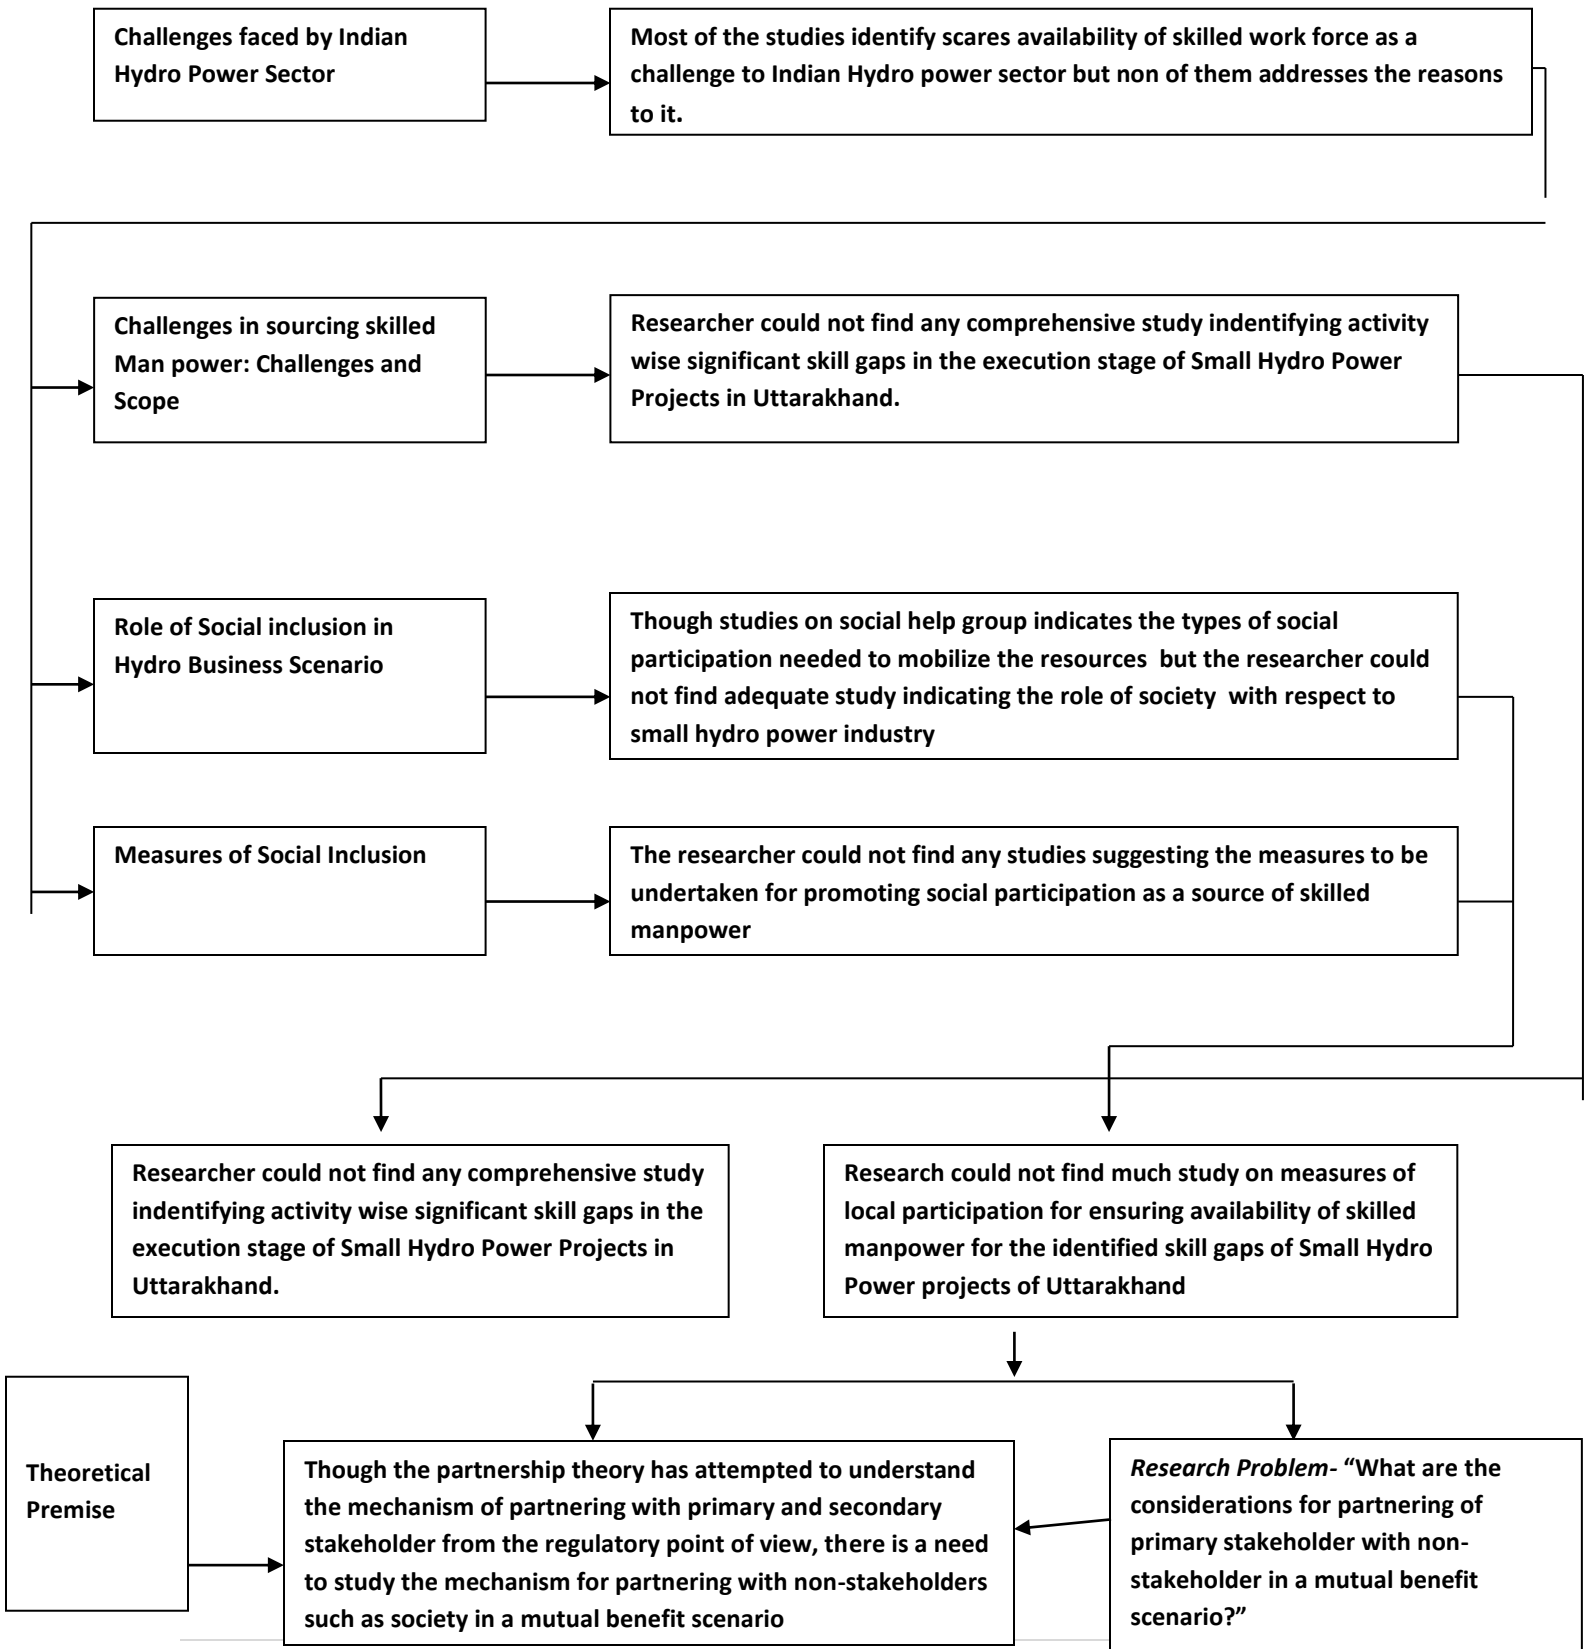 Challenges faced by Indian
Hydro Power Sector
Most of the studies identify scares availability of skilled work force as a
challenge to Indian Hydro power sector but non of them addresses the reasons
to it.
Challenges in sourcing skilled
Man power: Challenges and
Scope
Researcher could not find any comprehensive study indentifying activity
wise significant skill gaps in the execution stage of Small Hydro Power
Projects in Uttarakhand.
Role of Social inclusion in
Hydro Business Scenario
Though studies on social help group indicates the types of social
participation needed to mobilize the resources but the researcher could
not find adequate study indicating the role of society with respect to
small hydro power industry
Measures of Social Inclusion
The researcher could not find any studies suggesting the measures to be
undertaken for promoting social participation as a source of skilled
manpower
Researcher could not find any comprehensive study
indentifying activity wise significant skill gaps in the
execution stage of Small Hydro Power Projects in
Uttarakhand.
Research could not find much study on measures of
local participation for ensuring availability of skilled
manpower for the identified skill gaps of Small Hydro
Power projects of Uttarakhand
Theoretical
Premise
Though the partnership theory has attempted to understand
the mechanism of partnering with primary and secondary
stakeholder from the regulatory point of view, there is a need
to study the mechanism for partnering with non-stakeholders
such as society in a mutual benefit scenario
Research Problem- “What are the
considerations for partnering of
primary stakeholder with non-
stakeholder in a mutual benefit
scenario?”